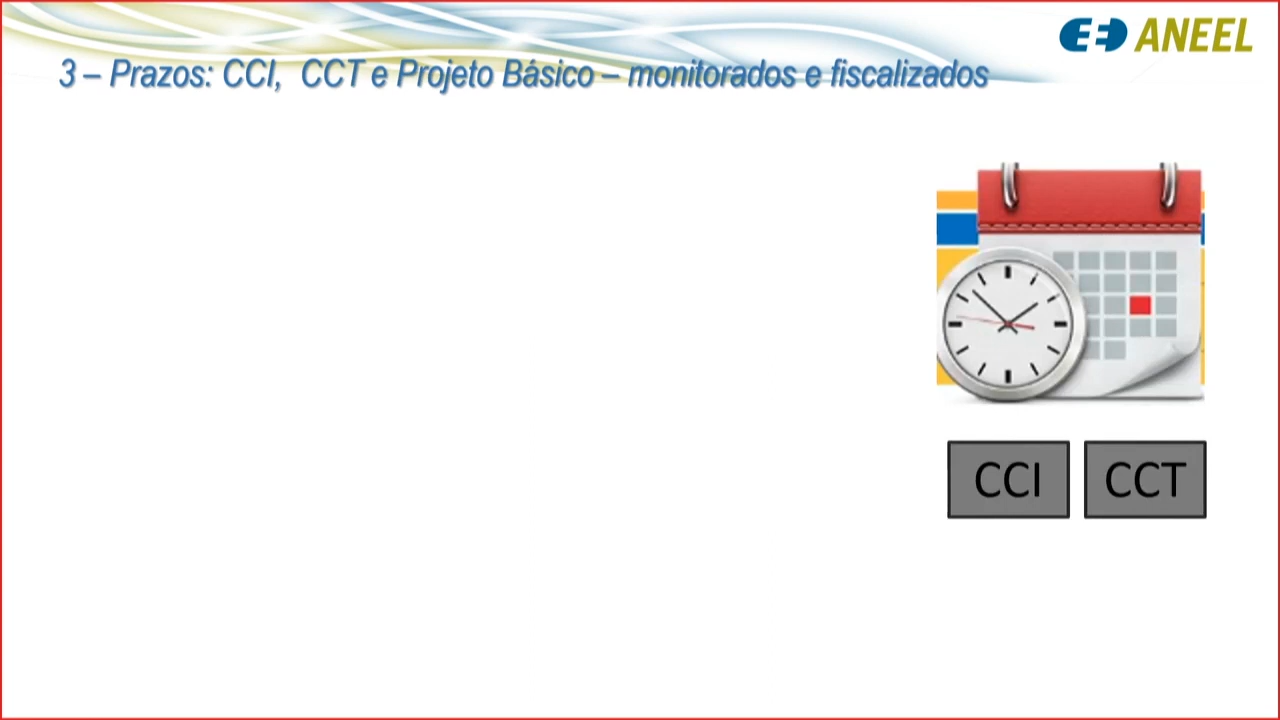 ANEEL
3 – Prazos: CCI, CCT e Projeto Básico – monitorados e fiscalizados
CCI
CCT